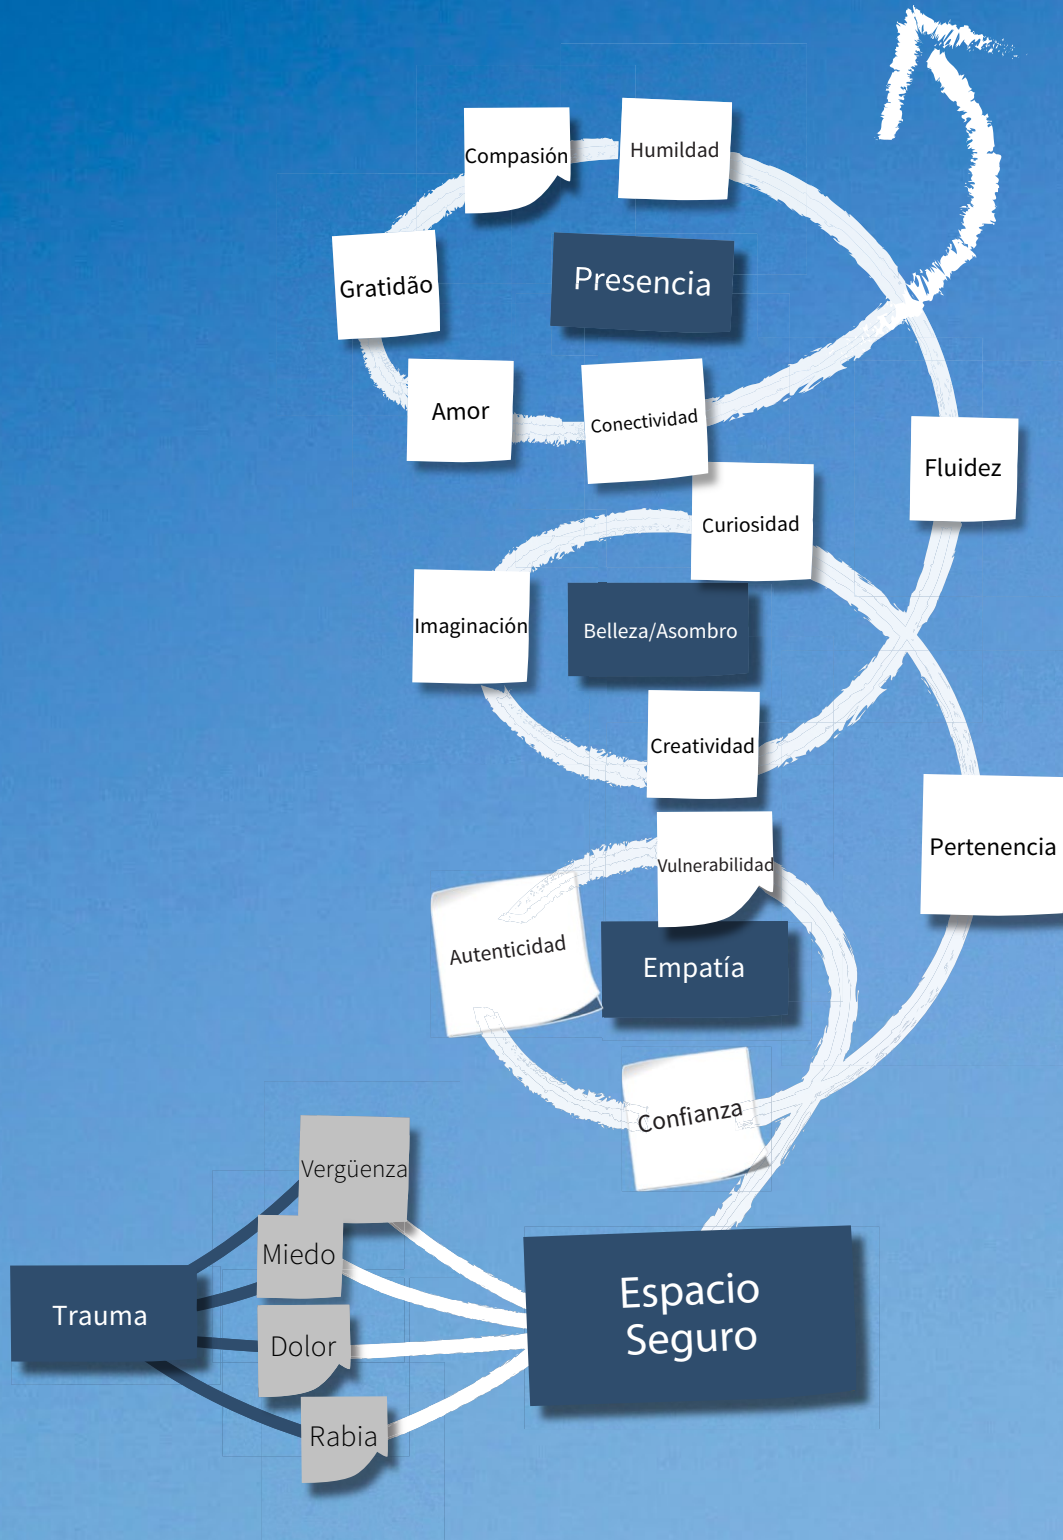 Compasión
Humildad
Gratidão
Presencia
Amor
Conectividad
Fluidez
Curiosidad
Imaginación
Belleza/Asombro
Creatividad
Pertenencia
Vulnerabilidad
Autenticidad
Empatía
Confianza
Vergüenza
Miedo
Trauma
Dolor
Rabia
Espacio
Seguro